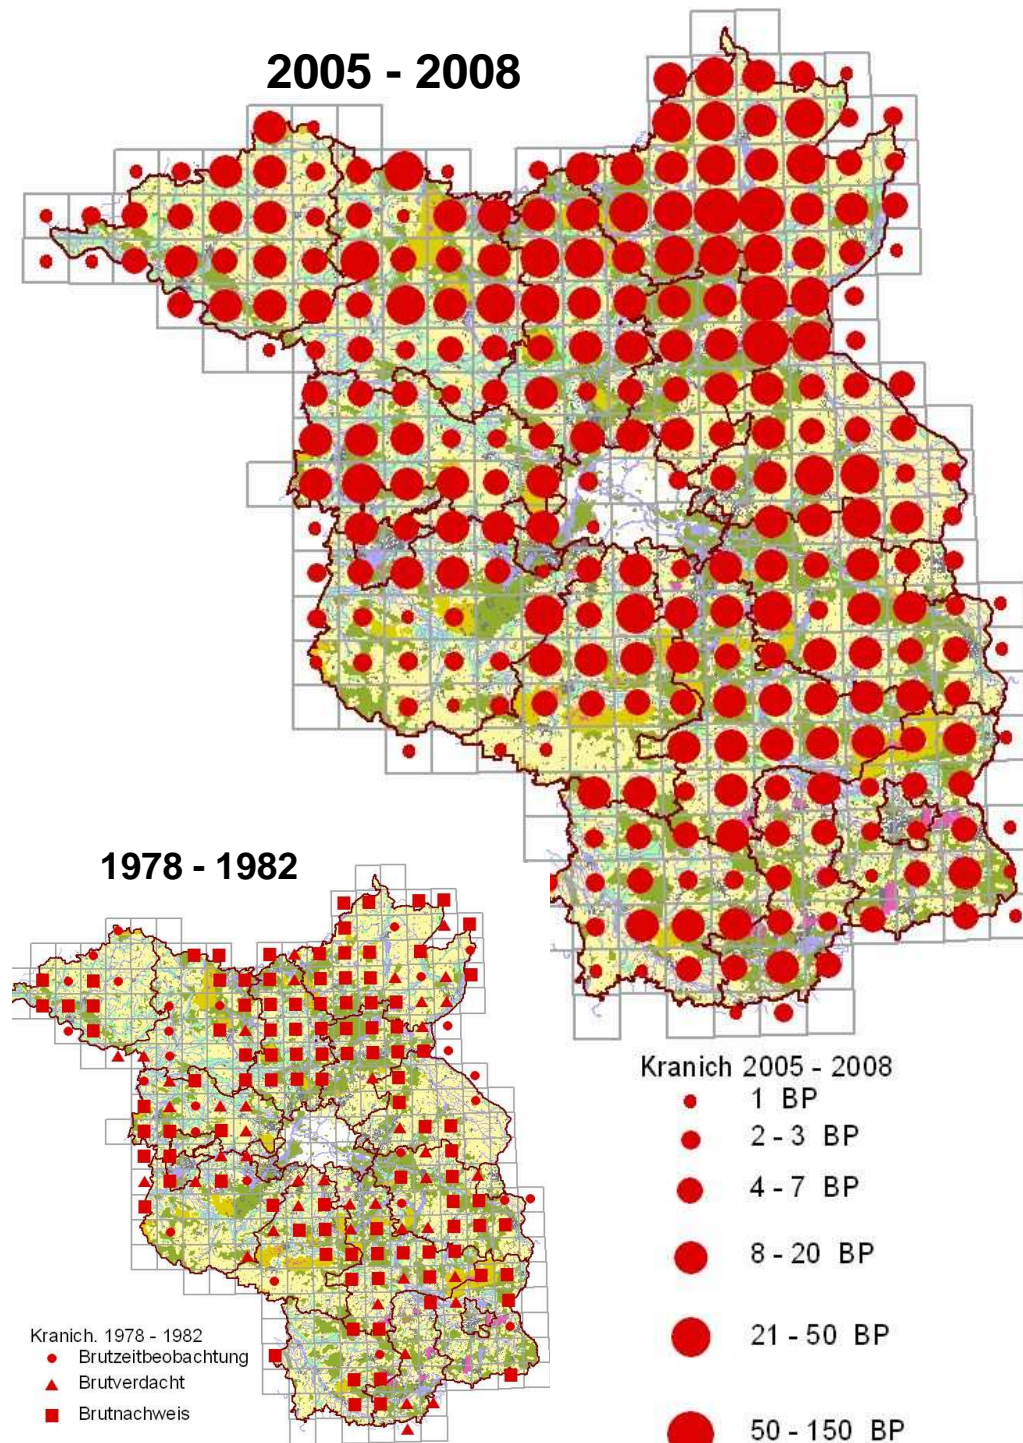 2005 - 2008
1978 - 1982
Kranich. 1978 - 1982
Brutzeitbeobachtung
Brutverdacht
Brutnachweis
Kranich 2005 - 2008
1 BP
2 - 3 BP
4 - 7 BP
8 - 20 BP
21 - 50 BP
50 - 150 BP